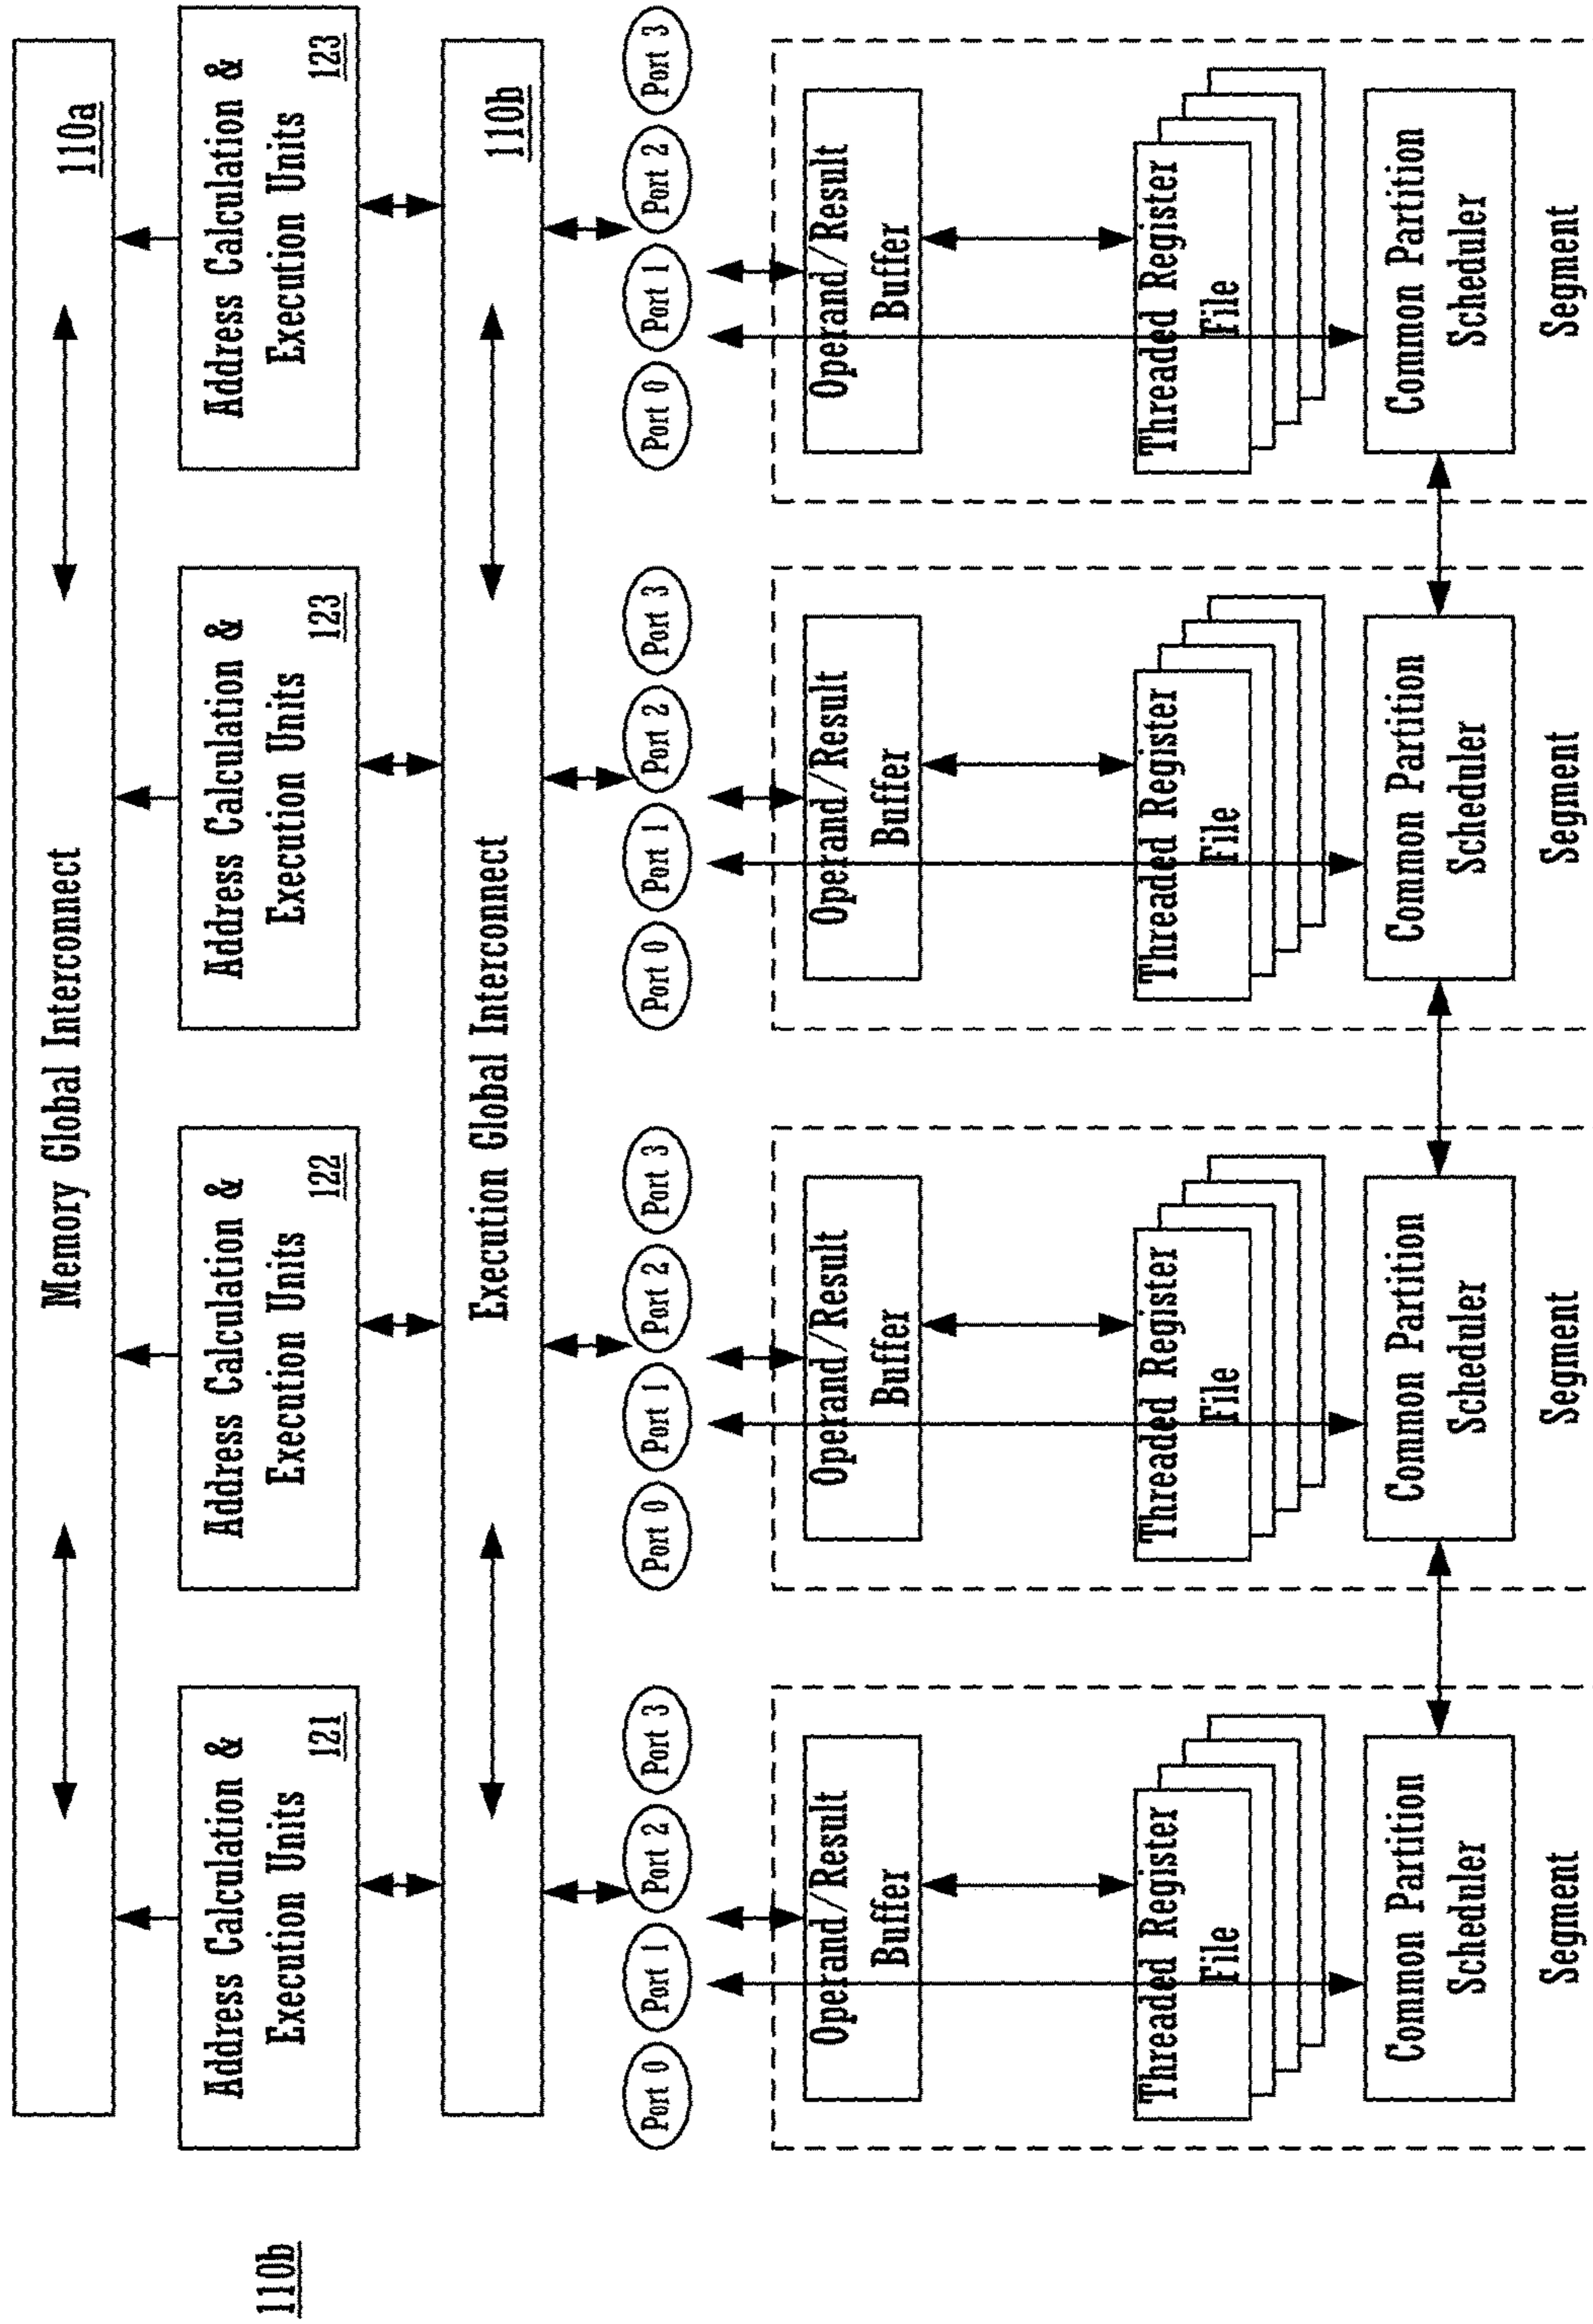 Memory Global Interconnect
110a
Address Calculation &
Execution Units
121
Address Calculation &
Execution Units
122
Address Calculation &
Execution Units
123
Address Calculation &
Execution Units
123
Execution Global Interconnect
110b
Port 0
Port 1
Port 2
Port 3
Port 0
Port 1
Port 2
Port 3
Port 0
Port 1
Port 2
Port 3
Port 0
Port 1
Port 2
Port 3
Operand/Result
Buffer
Operand/Result
Buffer
Operand/Result
Buffer
Operand/Result
Buffer
Threaded Register
File
Threaded Register
File
Threaded Register
File
Threaded Register
File
Common Partition
Scheduler
Common Partition
Scheduler
Common Partition
Scheduler
Common Partition
Scheduler
Segment
Segment
Segment
Segment
110b